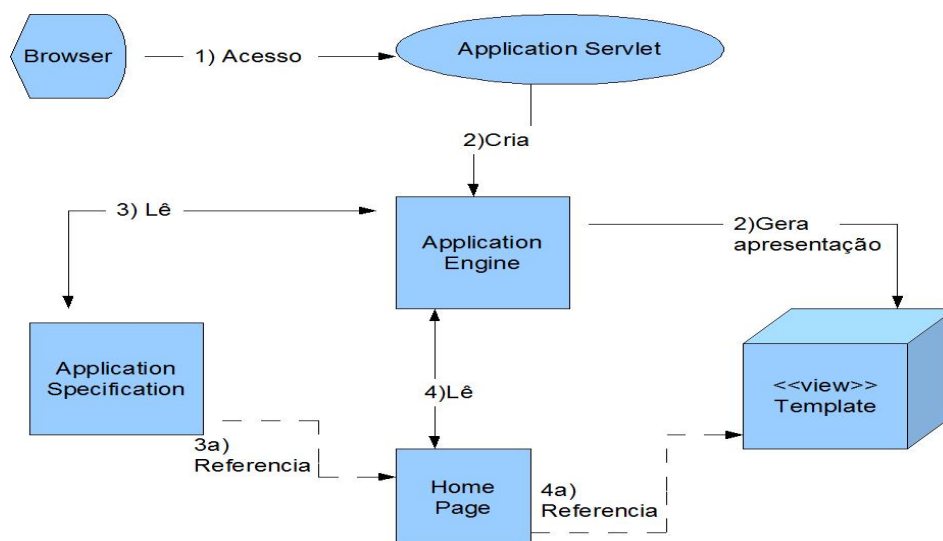 Browser
1) Acesso
Application Servlet
2)Cria
3) Lê
Application
Engine
2)Gera
apresentação
Application
Specification
4)Lê
<<view>>
Template
3a)
Referencia
Home
Page
4a)
Referencia